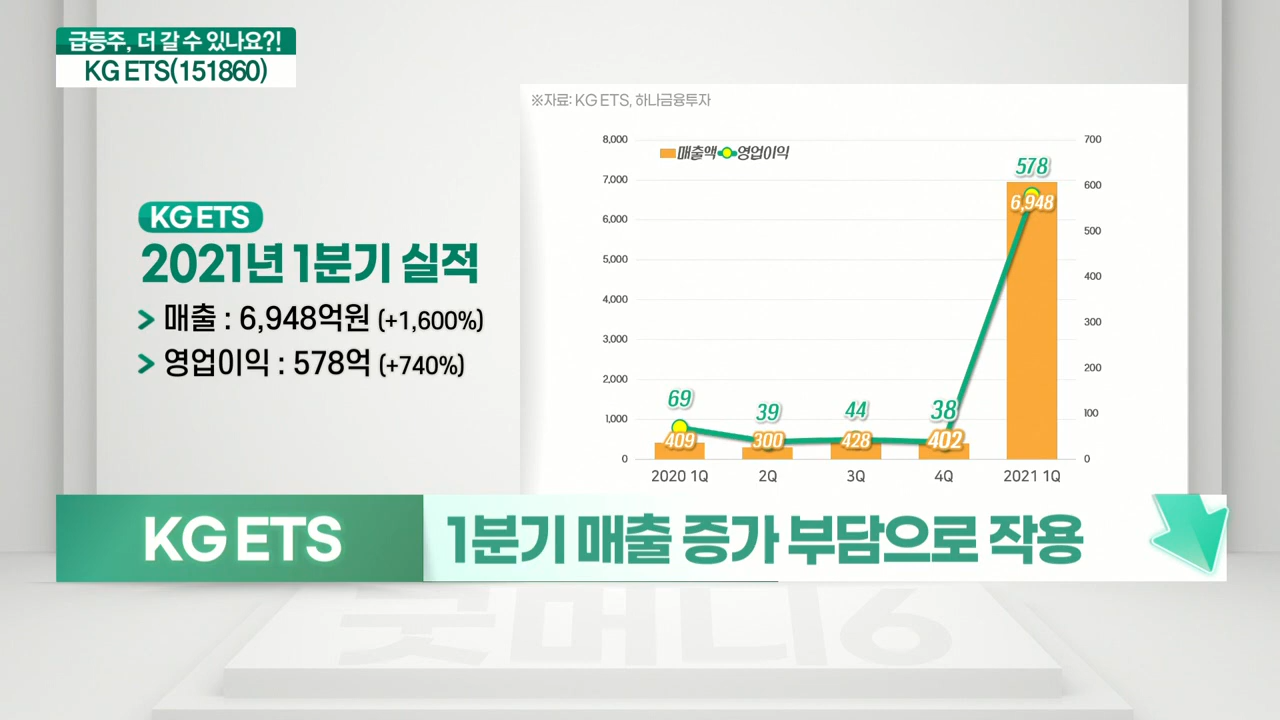 급등주, 더 갈 수 있나요?!
KG ETS(151860)
※자료: KG ETS, 하나금융투자
KG ETS
2021년 1분기 실적
매출 : 6,948억원 (+1,600%)
영업이익 : 578억 (+740%)
매출액 영업이익
8,000
7,000
6,000
5,000
4,000
3,000
2,000
1,000
0
700
600
500
400
300
200
100
0
69 39 44 38 578
409 300 428 402 6,948
2020 1Q 2Q 3Q 4Q 2021 1Q
KG ETS
1분기 매출 증가 부담으로 작용
굿머니6